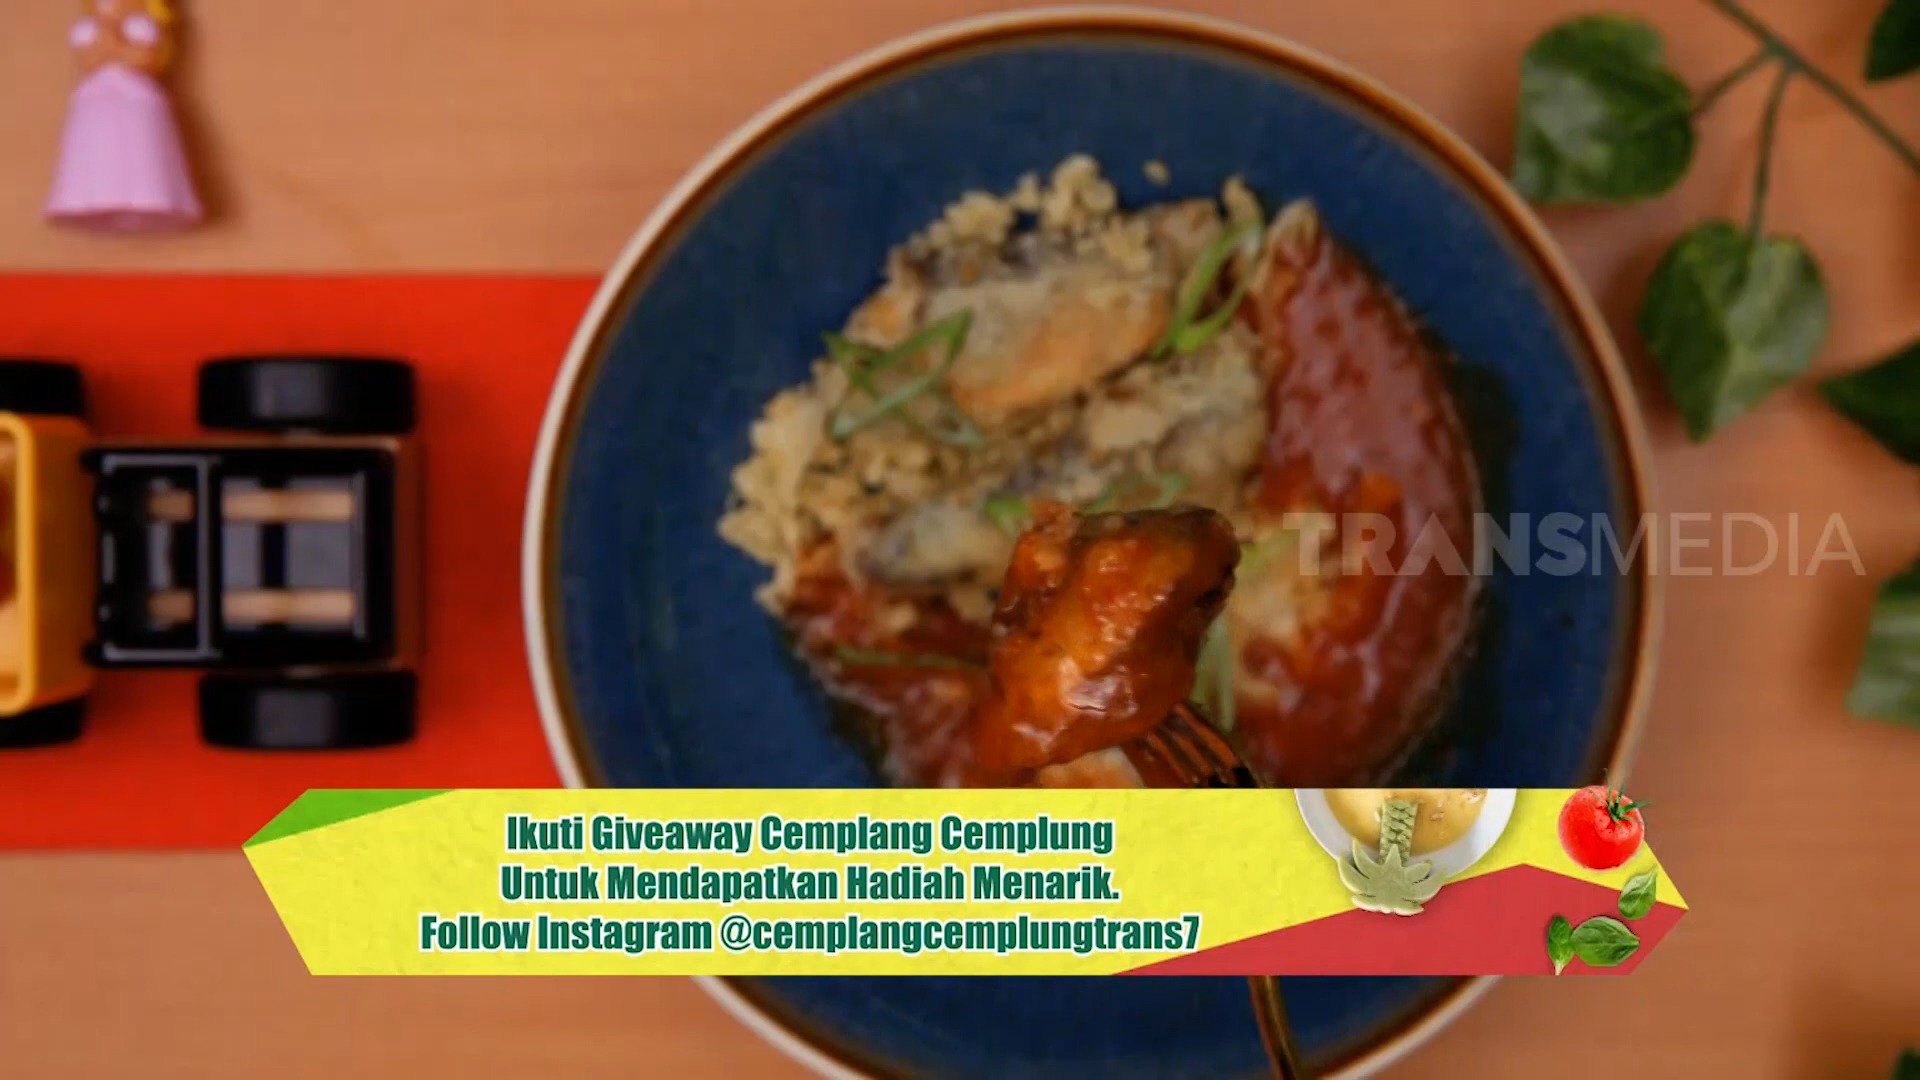 TRANSMEDIA
Ikuti Giveaway Cemplang Cemplung
Untuk Mendapatkan Hadiah Menarik.
Follow Instagram @cemplangcemplungtrans7